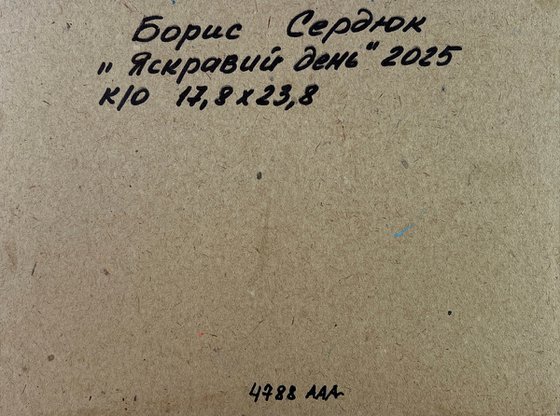 Борис Сердюк
„Яскравий день" 2025
К/О 17,8 x 23,8
4788 ААА